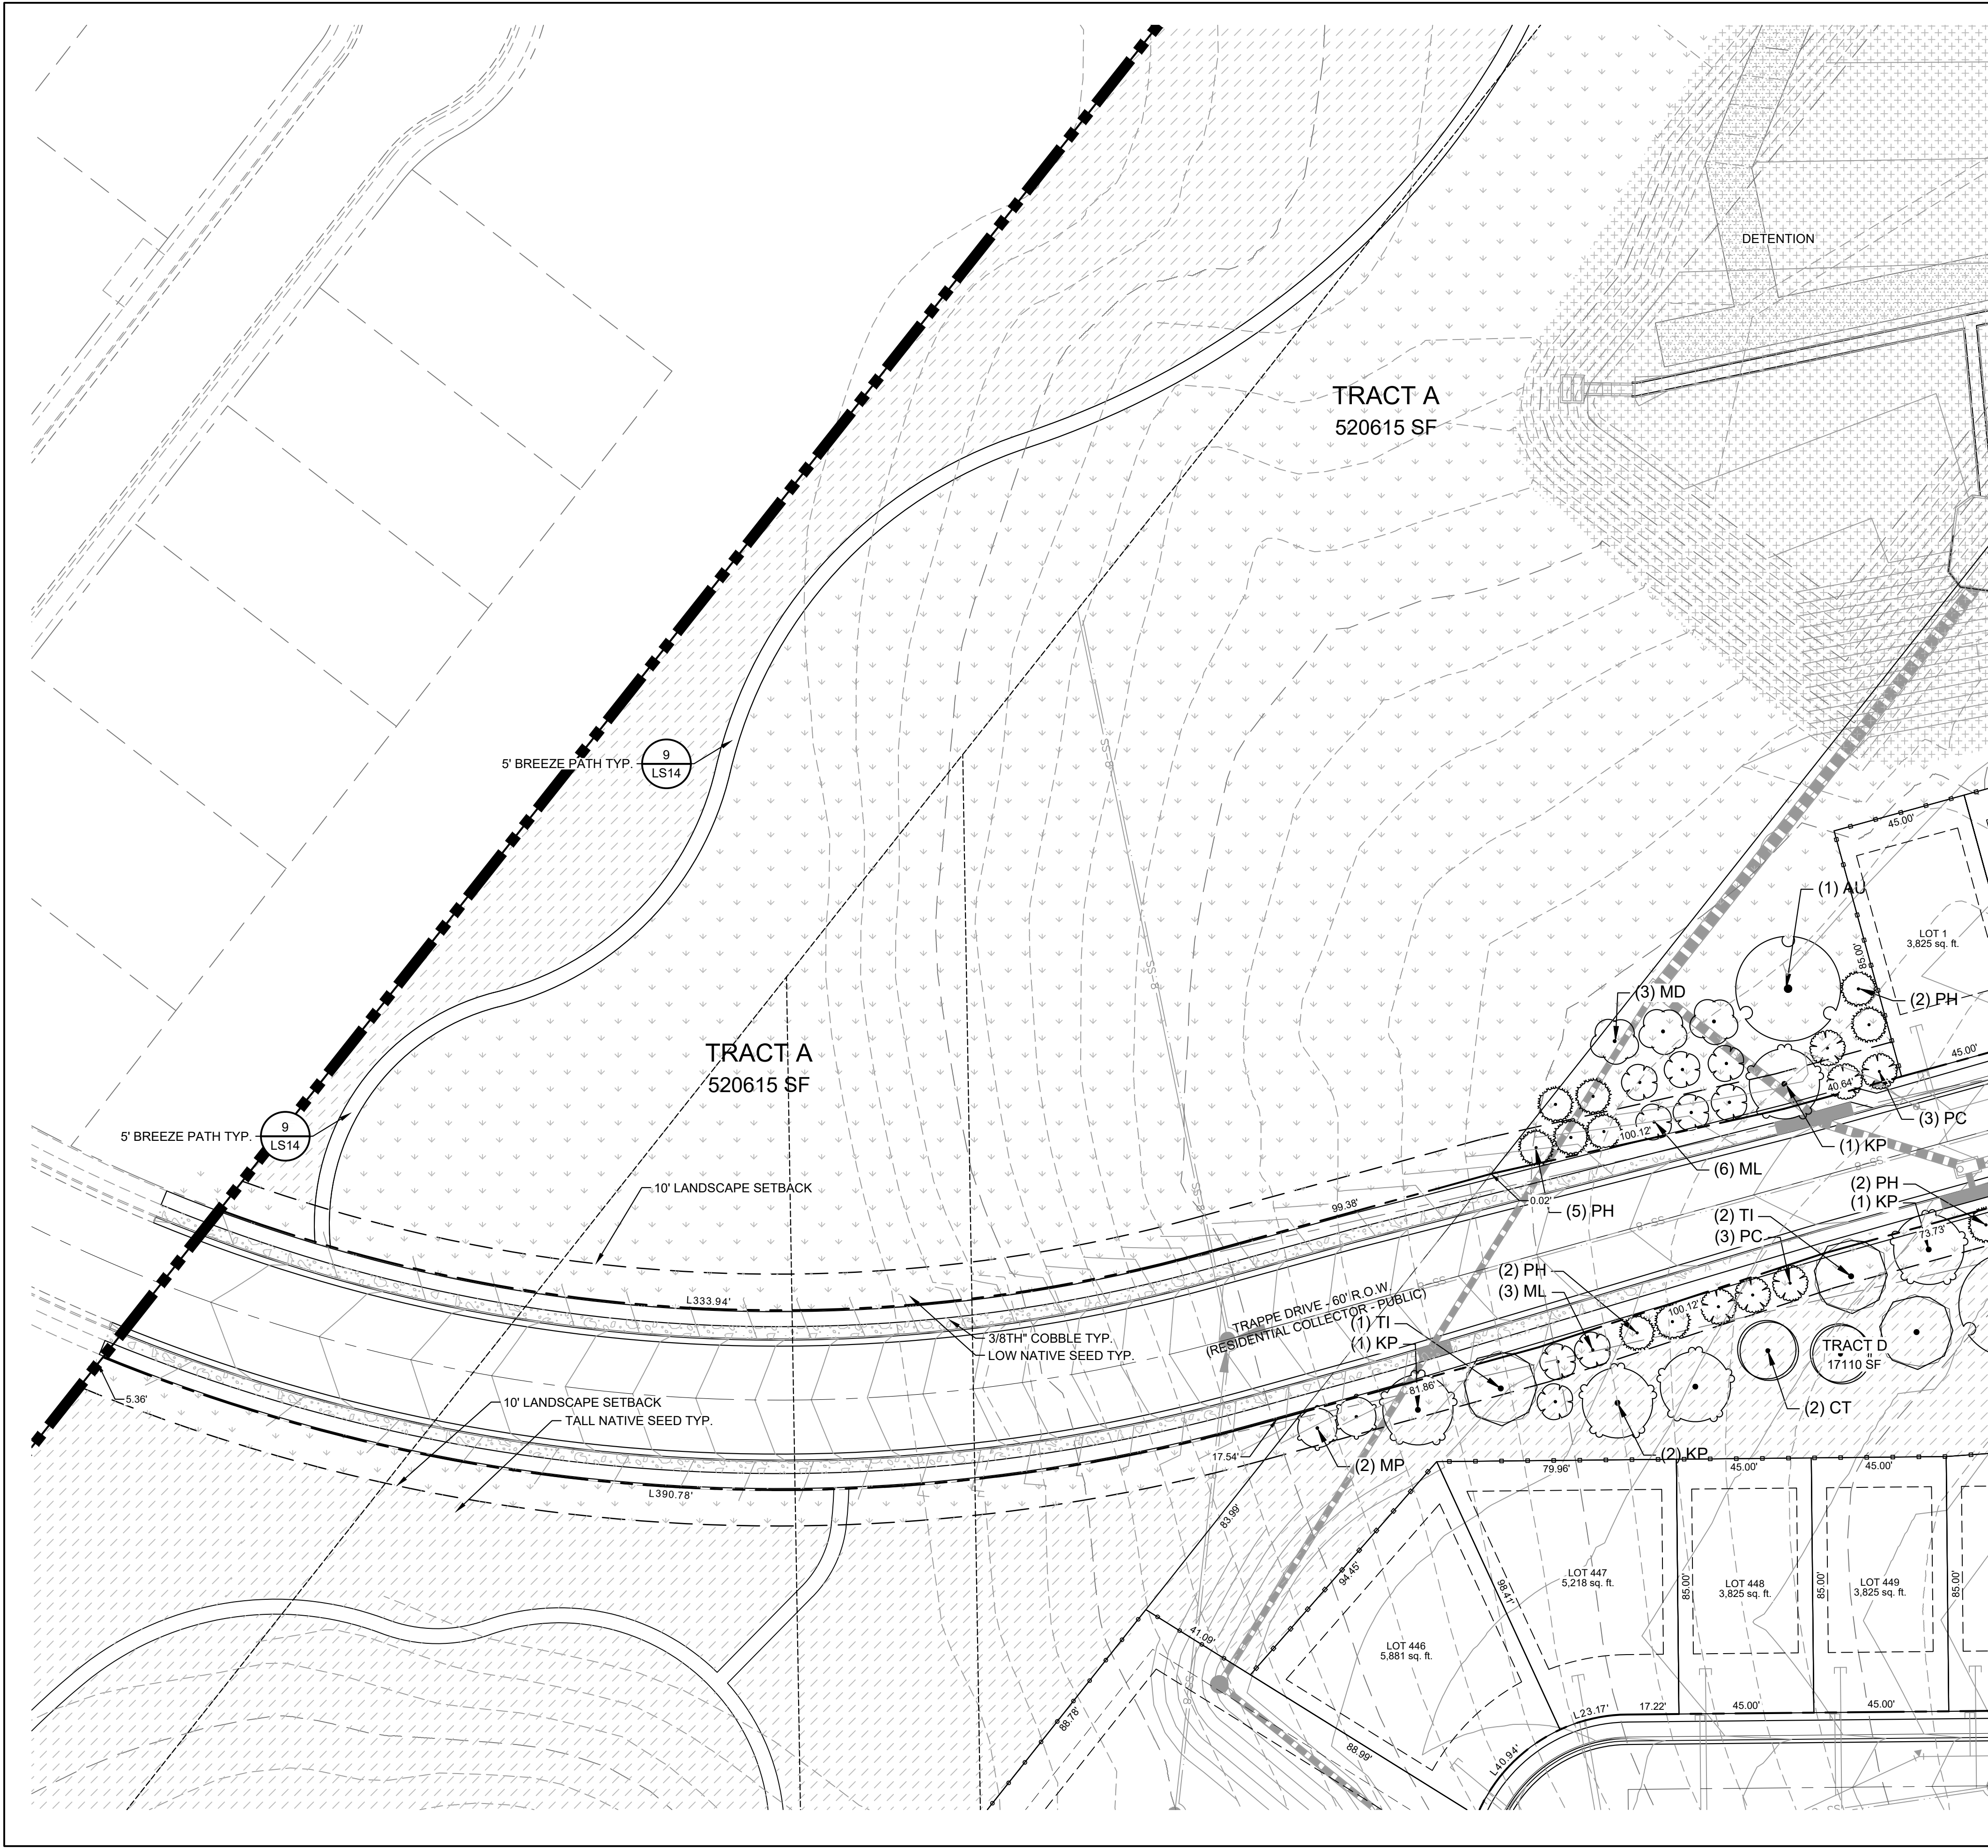 DETENTION
TRACT A
520615 SF
5' BREEZE PATH TYP.
9
LS14
SS-8
45.00'
(1) AU
LOT 1
3,825 sq. ft.
85.00'
(3) MD
(2) PH
TRACT A
520615 SF
SS-8
45.00'
40.64'
(3) PC
5' BREEZE PATH TYP.
9
LS14
100.12'
(1) KP
(6) ML
10' LANDSCAPE SETBACK
99.38'
0.02'
(5) PH
(2) PH
(1) KP
(2) TI
(3) PC
73.73'
(2) PH
(3) ML
L333.94'
TRAPPE DRIVE - 60' R.O.W.
(RESIDENTIAL COLLECTOR - PUBLIC)
100.12'
3/8TH" COBBLE TYP.
LOW NATIVE SEED TYP.
(1) TI
(1) KP
TRACT D
17110 SF
81.86'
5.36'
10' LANDSCAPE SETBACK
TALL NATIVE SEED TYP.
(2) CT
17.54'
(2) MP
(2) KP
L390.78'
79.96'
45.00'
45.00'
83.99'
94.45'
98.41'
LOT 447
5,218 sq. ft.
85.00'
LOT 448
3,825 sq. ft.
85.00'
LOT 449
3,825 sq. ft.
85.00'
41.09'
LOT 446
5,881 sq. ft.
88.78'
L23.17'
17.22'
45.00'
45.00'
88.99'
L40.94'